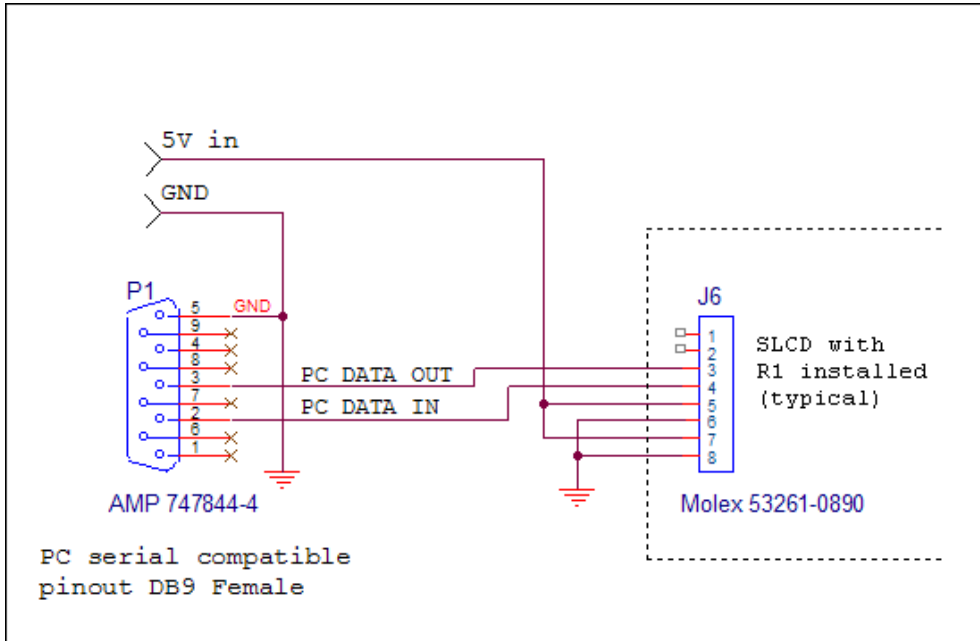 5V in
GND
P1
5
GND
9
4
8
3
PC DATA OUT
7
2
PC DATA IN
6
1
AMP 747844-4
PC serial compatible
pinout DB9 Female
J6
1
2
3
4
5
6
7
8
SLCD with
R1 installed
(typical)
Molex 53261-0890